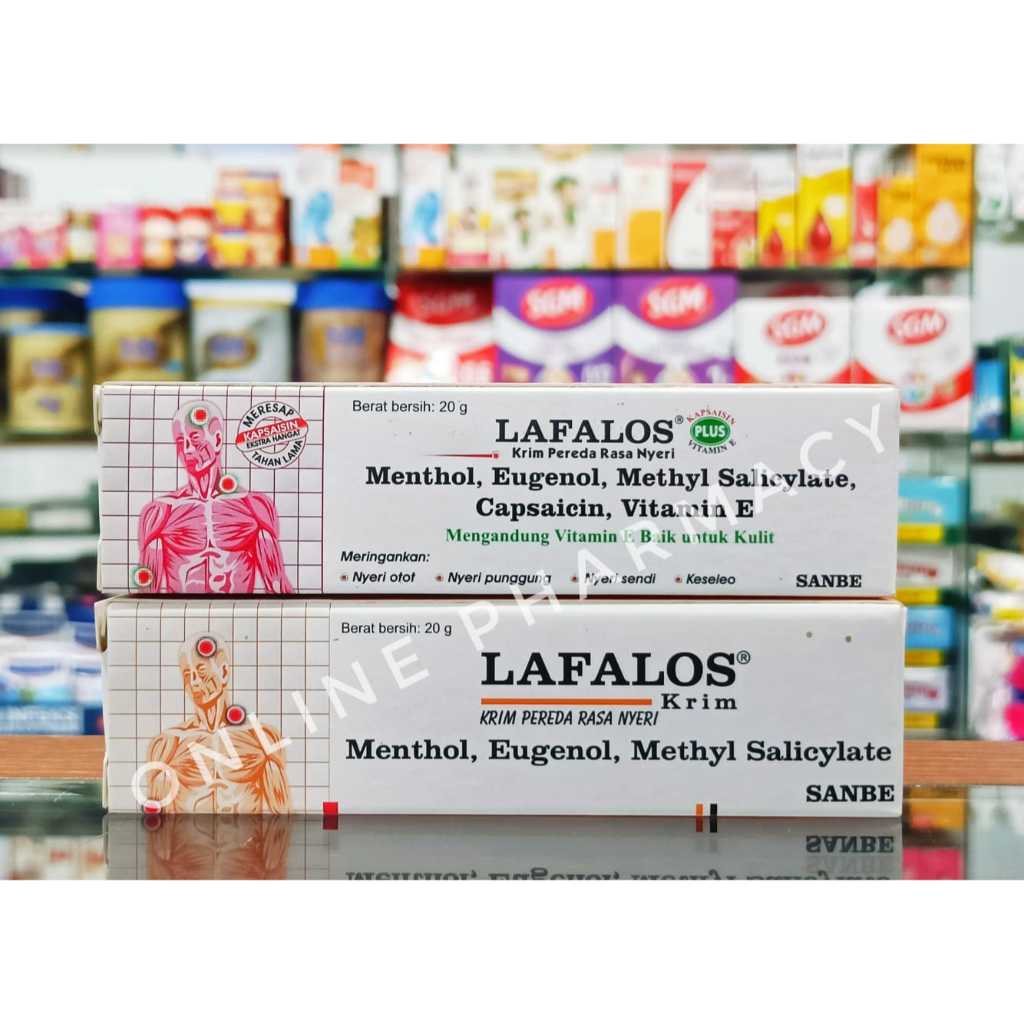 SGM
SGM
SGM
SGM
SGM
Berat bersih: 20 g
MERESAP
KAPSAISIN
EKSTRA HANGAT
TAHAN LAMA
LAFALOS®
KAPSAISIN
PLUS
VITAMIN E
Krim Pereda Rasa Nyeri
Menthol, Eugenol, Methyl Salicylate,
Capsaicin, Vitamin E
Mengandung Vitamin E Baik untuk Kulit
Meringankan:
• Nyeri otot • Nyeri punggung • Nyeri sendi • Keseleo
SANBE
Berat bersih: 20 g
LAFALOS®
Krim
KRIM PEREDA RASA NYERI
Menthol, Eugenol, Methyl Salicylate
SANBE
ONLINE PHARMACY